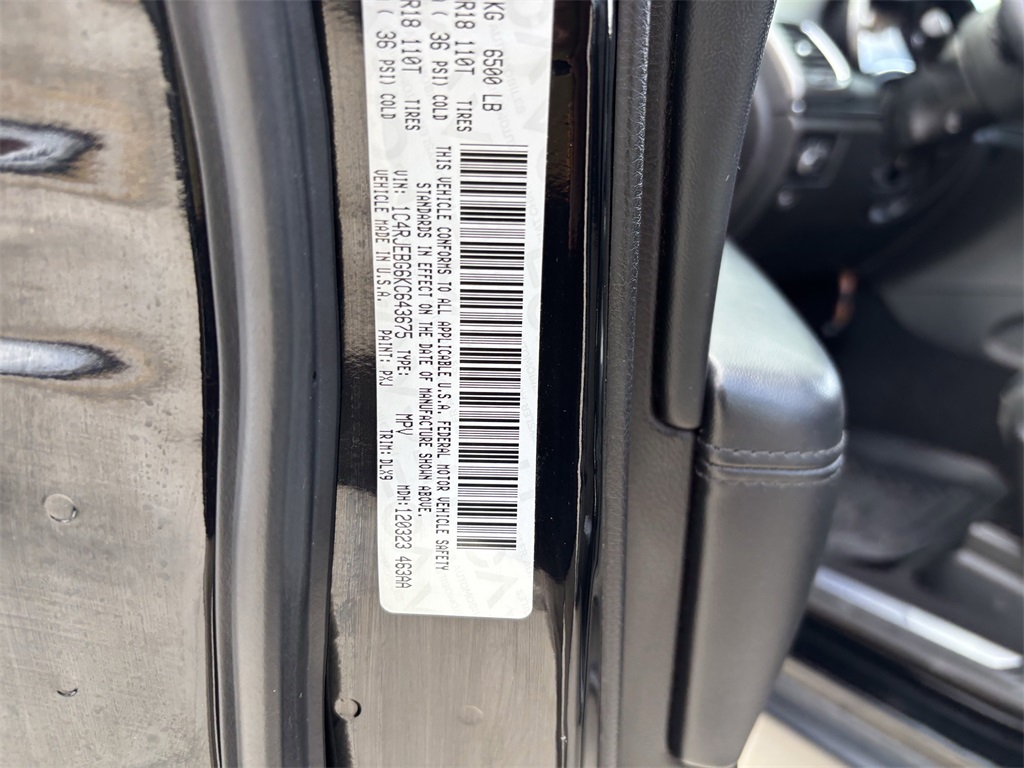 KG 6500 LB
R18 110T TIRES
( 36 PSI) COLD
R18 110T TIRES
( 36 PSI) COLD
THIS VEHICLE CONFORMS TO ALL APPLICABLE U.S.A. FEDERAL MOTOR VEHICLE SAFETY
STANDARDS IN EFFECT ON THE DATE OF MANUFACTURE SHOWN ABOVE.
VIN: 1C4RJEBG6KC643675 TYPE: MPV MDH:120323 463AA
VEHICLE MADE IN U.S.A. PAINT: PXJ TRIM: DLX9